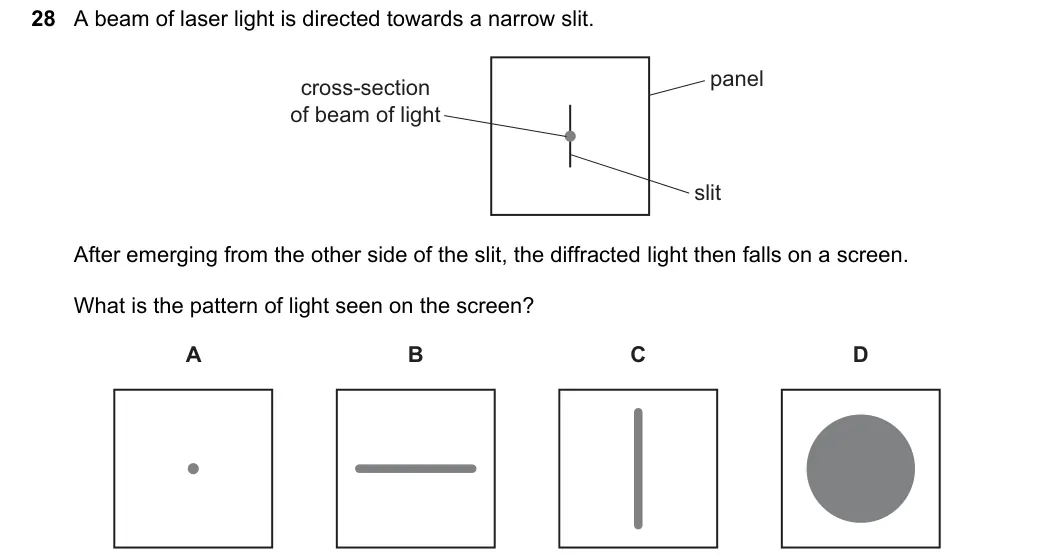 28 A beam of laser light is directed towards a narrow slit.
cross-section
of beam of light
panel
slit
After emerging from the other side of the slit, the diffracted light then falls on a screen.
What is the pattern of light seen on the screen?
A B C D